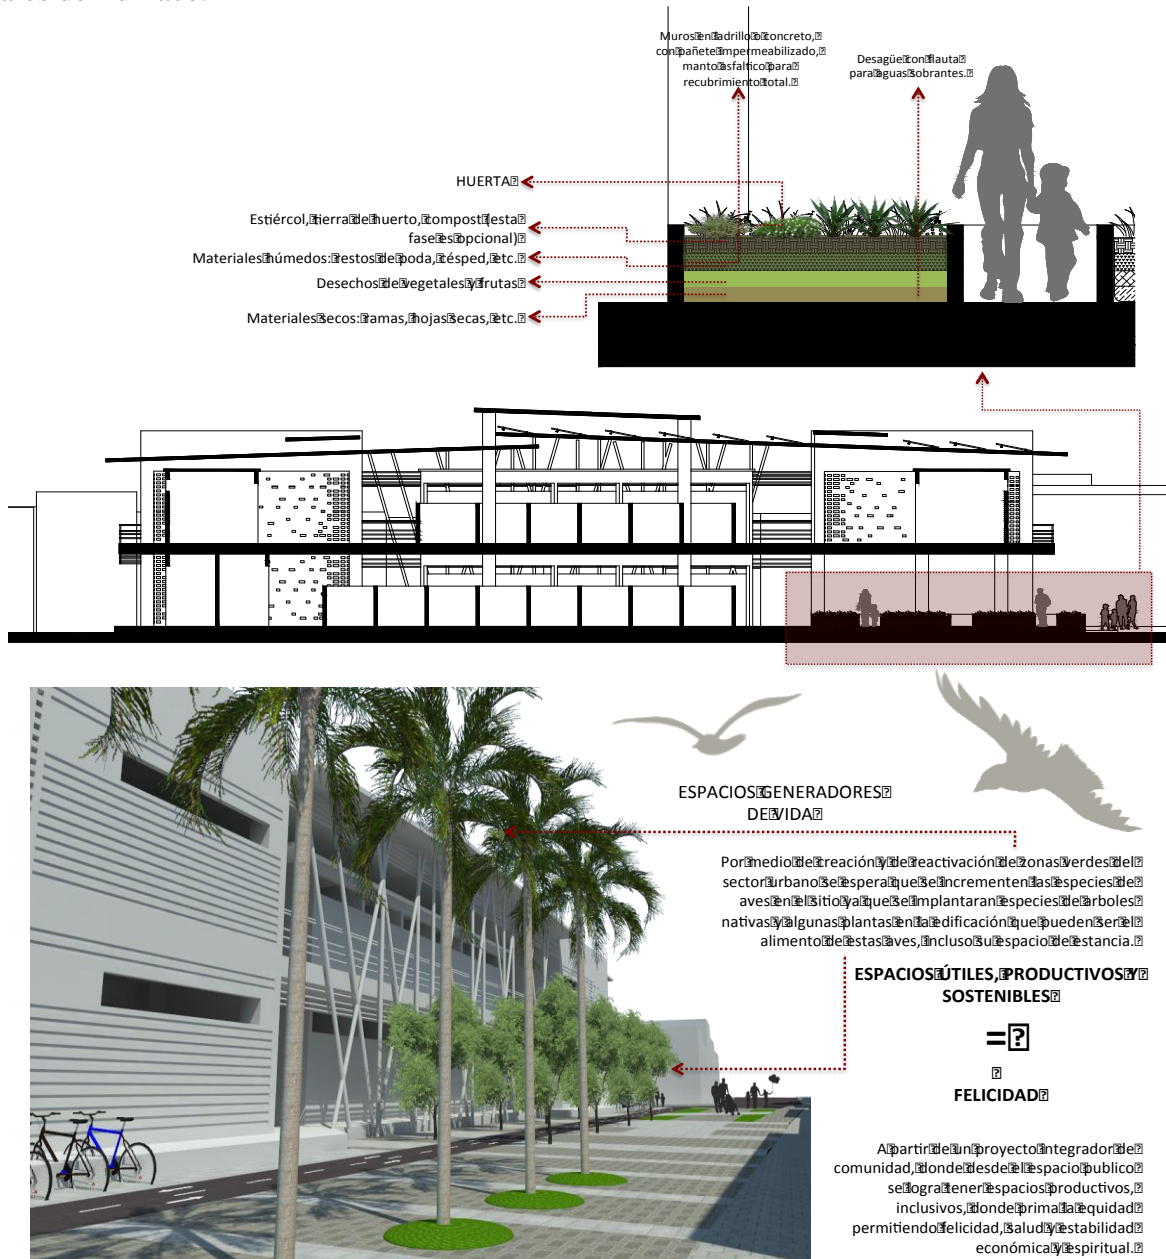 Muros en ladrillo o concreto,
con pañete impermeabilizado,
manto asfaltico para
recubrimiento total.
Desagüe con flauta
para aguas sobrantes.
HUERTA
Estiércol, tierra de huerto, compost (esta
fase es opcional)
Materiales húmedos: restos de poda, césped, etc.
Desechos de vegetales y frutas
Materiales secos: ramas, hojas secas, etc.
ESPACIOS GENERADORES
DE VIDA
Por medio de creación y de reactivación de zonas verdes del
sector urbano se espera que se incrementen las especies de
aves en el sitio ya que se implantaran especies de arboles
nativas y algunas plantas en la edificación que pueden ser el
alimento de estas aves, incluso su espacio de estancia.
ESPACIOS ÚTILES, PRODUCTIVOS Y
SOSTENIBLES
=
FELICIDAD
A partir de un proyecto integrador de
comunidad, donde desde el espacio publico
se logra tener espacios productivos,
inclusivos, donde prima la equidad
permitiendo felicidad, salud y estabilidad
económica y espiritual.